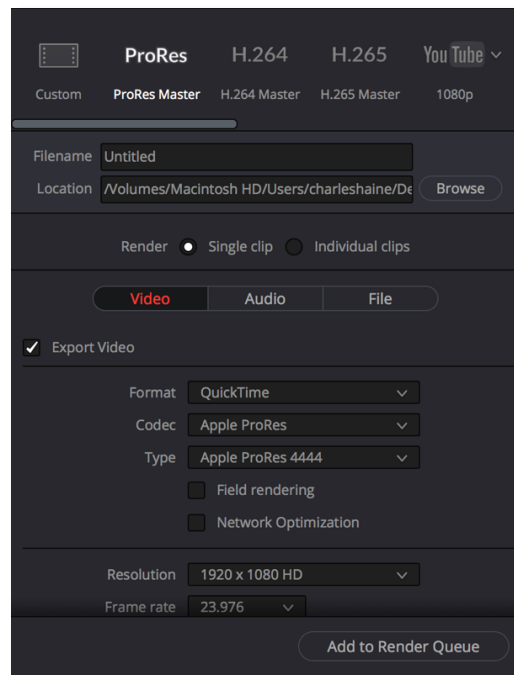 ProRes H.264 H.265 YouTube
Custom ProRes Master H.264 Master H.265 Master 1080p
Filename Untitled
Location /Volumes/Macintosh HD/Users/charleshaine/De Browse
Render Single clip Individual clips
Video Audio File
Export Video
Format QuickTime
Codec Apple ProRes
Type Apple ProRes 4444
Field rendering
Network Optimization
Resolution 1920 x 1080 HD
Frame rate 23.976
Add to Render Queue